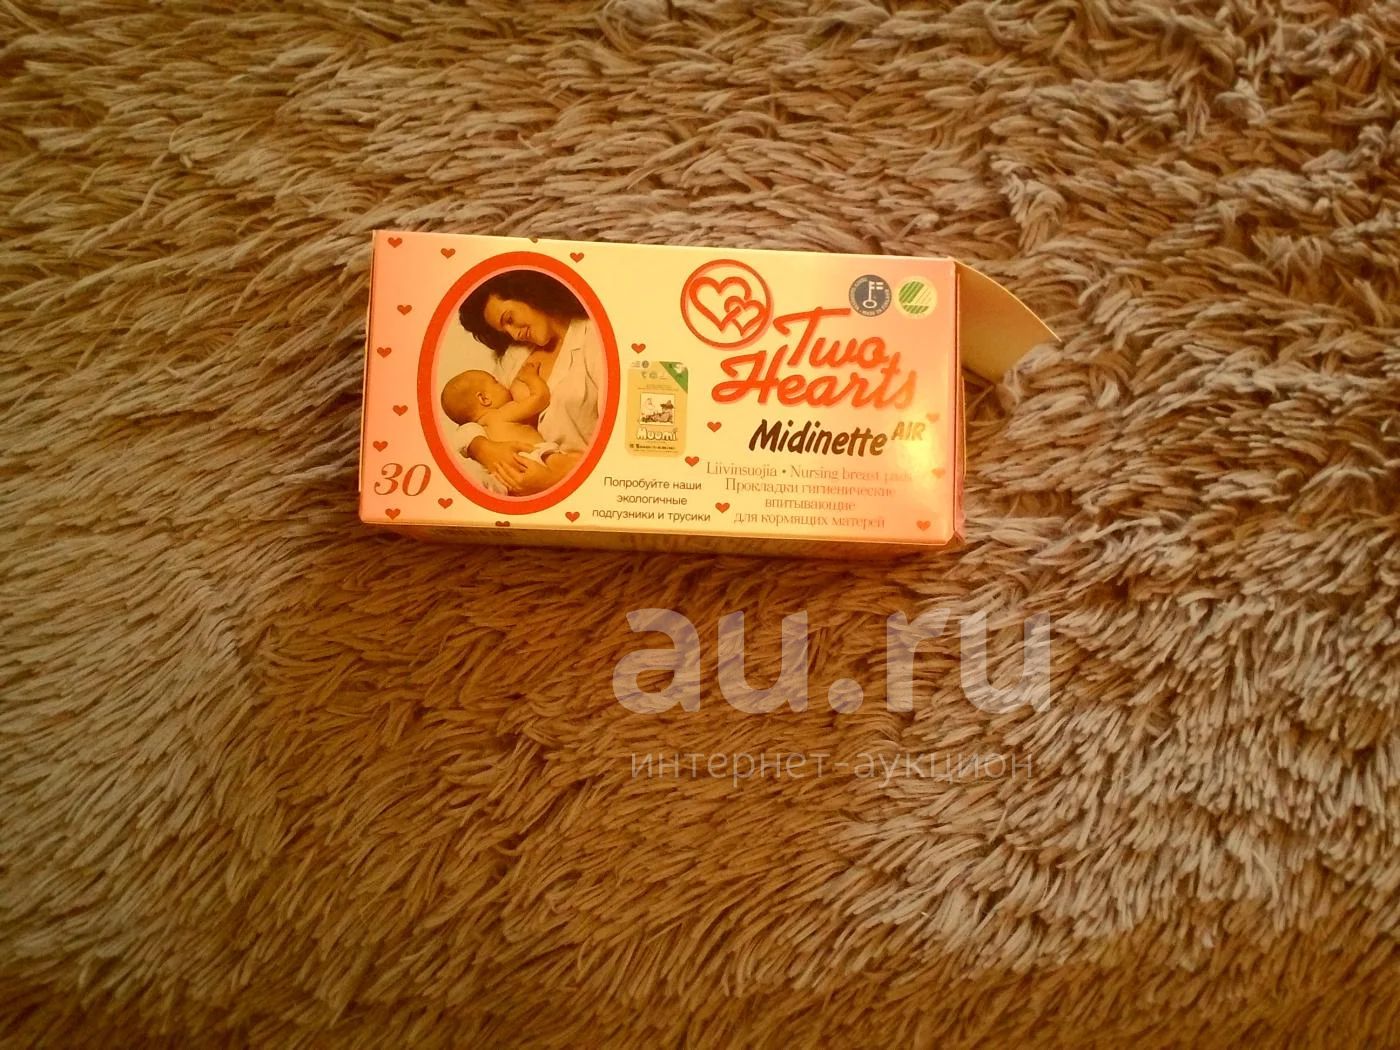 Two
Hearts
Midinette AIR
Liivinsuojia • Nursing breast pads
Прокладки гигиенические
впитывающие
для кормящих матерей
30
Muumi
Попробуйте наши
экологичные
подгузники и трусики
au.ru
интернет-аукцион